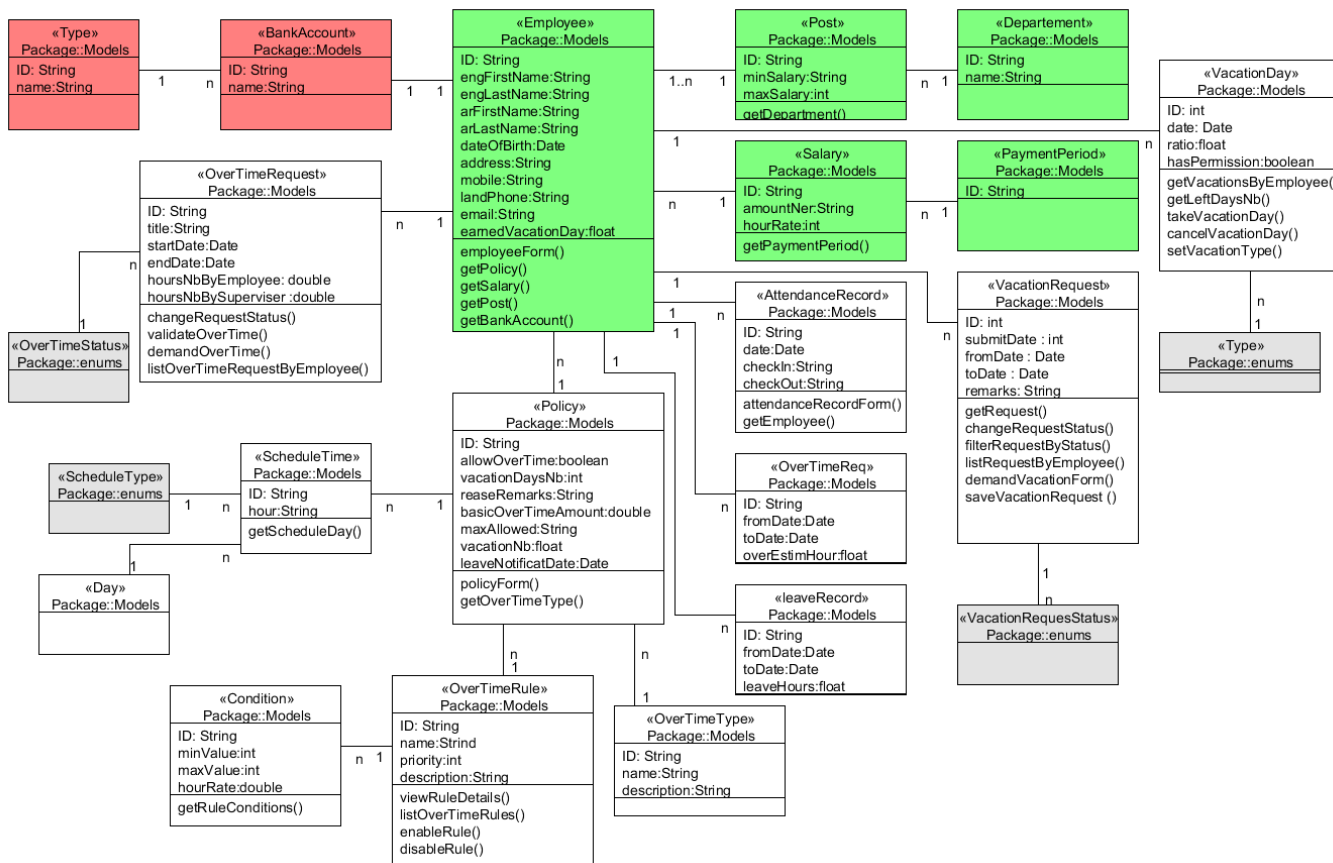 «Type»
Package::Models
ID: String
name:String
1
n
«BankAccount»
Package::Models
ID: String
name:String
1
1
«Employee»
Package::Models
ID: String
engFirstName:String
engLastName:String
arFirstName:String
arLastName:String
dateOfBirth:Date
address:String
mobile:String
landPhone:String
email:String
earnedVacationDay:float
employeeForm()
getPolicy()
getSalary()
getPost()
getBankAccount()
1..n
1
«Post»
Package::Models
ID: String
minSalary:String
maxSalary:int
getDepartment()
n
1
«Departement»
Package::Models
ID: String
name:String
1
n
«VacationDay»
Package::Models
ID: int
date: Date
ratio:float
hasPermission:boolean
getVacationsByEmployee()
getLeftDaysNb()
takeVacationDay()
cancelVacationDay()
setVacationType()
n
1
«Type»
Package::enums
n
1
«Salary»
Package::Models
ID: String
amountNer:String
hourRate:int
getPaymentPeriod()
n
1
«PaymentPeriod»
Package::Models
ID: String
«OverTimeRequest»
Package::Models
ID: String
title:String
startDate:Date
endDate:Date
hoursNbByEmployee: double
hoursNbBySuperviser :double
changeRequestStatus()
validateOverTime()
demandOverTime()
listOverTimeRequestByEmployee()
n
1
n
1
«OverTimeStatus»
Package::enums
1
n
«VacationRequest»
Package::Models
ID: int
submitDate : int
fromDate : Date
toDate : Date
remarks: String
getRequest()
changeRequestStatus()
filterRequestByStatus()
listRequestByEmployee()
demandVacationForm()
saveVacationRequest ()
1
n
«VacationRequesStatus»
Package::enums
1
n
«AttendanceRecord»
Package::Models
ID: String
date:Date
checkIn:String
checkOut:String
attendanceRecordForm()
getEmployee()
1
n
«OverTimeReq»
Package::Models
ID: String
fromDate:Date
toDate:Date
overEstimHour:float
1
n
«leaveRecord»
Package::Models
ID: String
fromDate:Date
toDate:Date
leaveHours:float
n
1
«Policy»
Package::Models
ID: String
allowOverTime:boolean
vacationDaysNb:int
reaseRemarks:String
basicOverTimeAmount:double
maxAllowed:String
vacationNb:float
leaveNotificatDate:Date
policyForm()
getOverTimeType()
n
1
«ScheduleTime»
Package::Models
ID: String
hour:String
getScheduleDay()
«ScheduleType»
Package::enums
1
n
n
1
«Day»
Package::Models
n
1
n
1
«Condition»
Package::Models
ID: String
minValue:int
maxValue:int
hourRate:double
getRuleConditions()
n
1
«OverTimeRule»
Package::Models
ID: String
name:Strind
priority:int
description:String
viewRuleDetails()
listOverTimeRules()
enableRule()
disableRule()
«OverTimeType»
Package::Models
ID: String
name:String
description:String